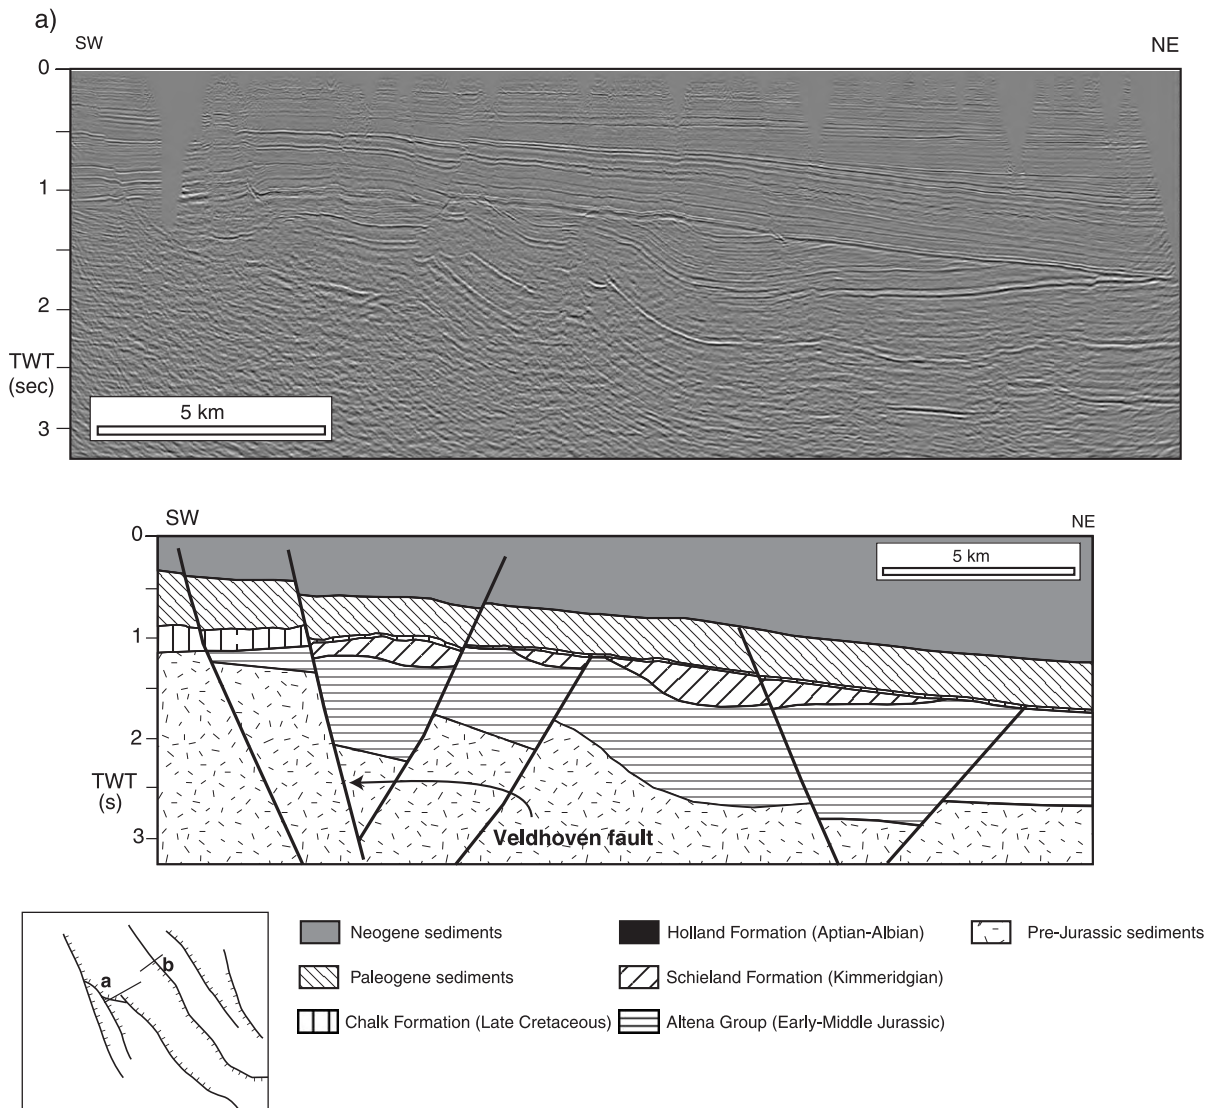 a)
SW
NE
0
1
2
TWT
(sec)
3
5 km
SW
NE
0
5 km
1
2
TWT
(s)
3
Veldhoven fault
a
b
Neogene sediments
Holland Formation (Aptian-Albian)
Pre-Jurassic sediments
Paleogene sediments
Schieland Formation (Kimmeridgian)
Chalk Formation (Late Cretaceous)
Altena Group (Early-Middle Jurassic)